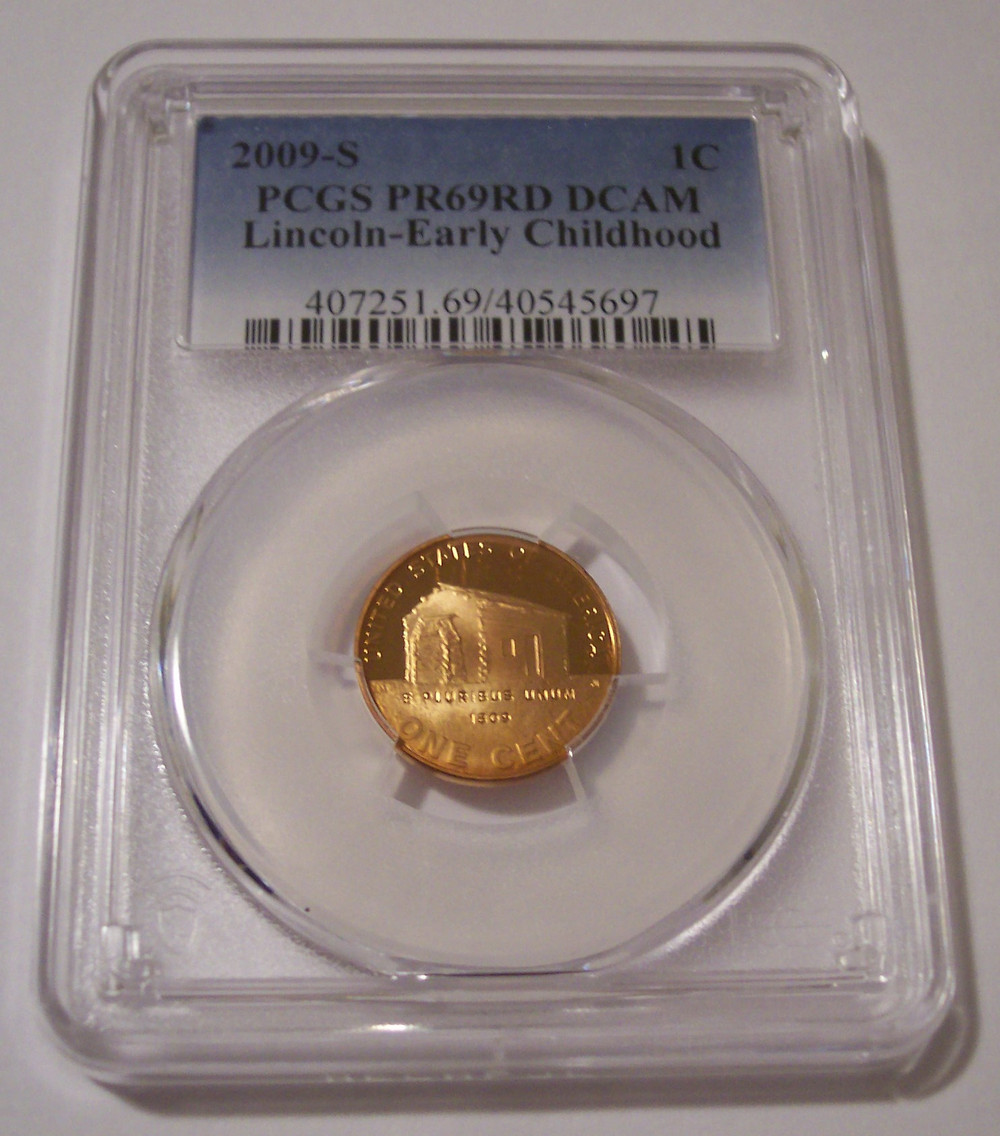 2009-S 1C
PCGS PR69RD DCAM
Lincoln-Early Childhood
407251.69/40545697
UNITED STATES OF AMERICA
E PLURIBUS UNUM
1809
ONE CENT